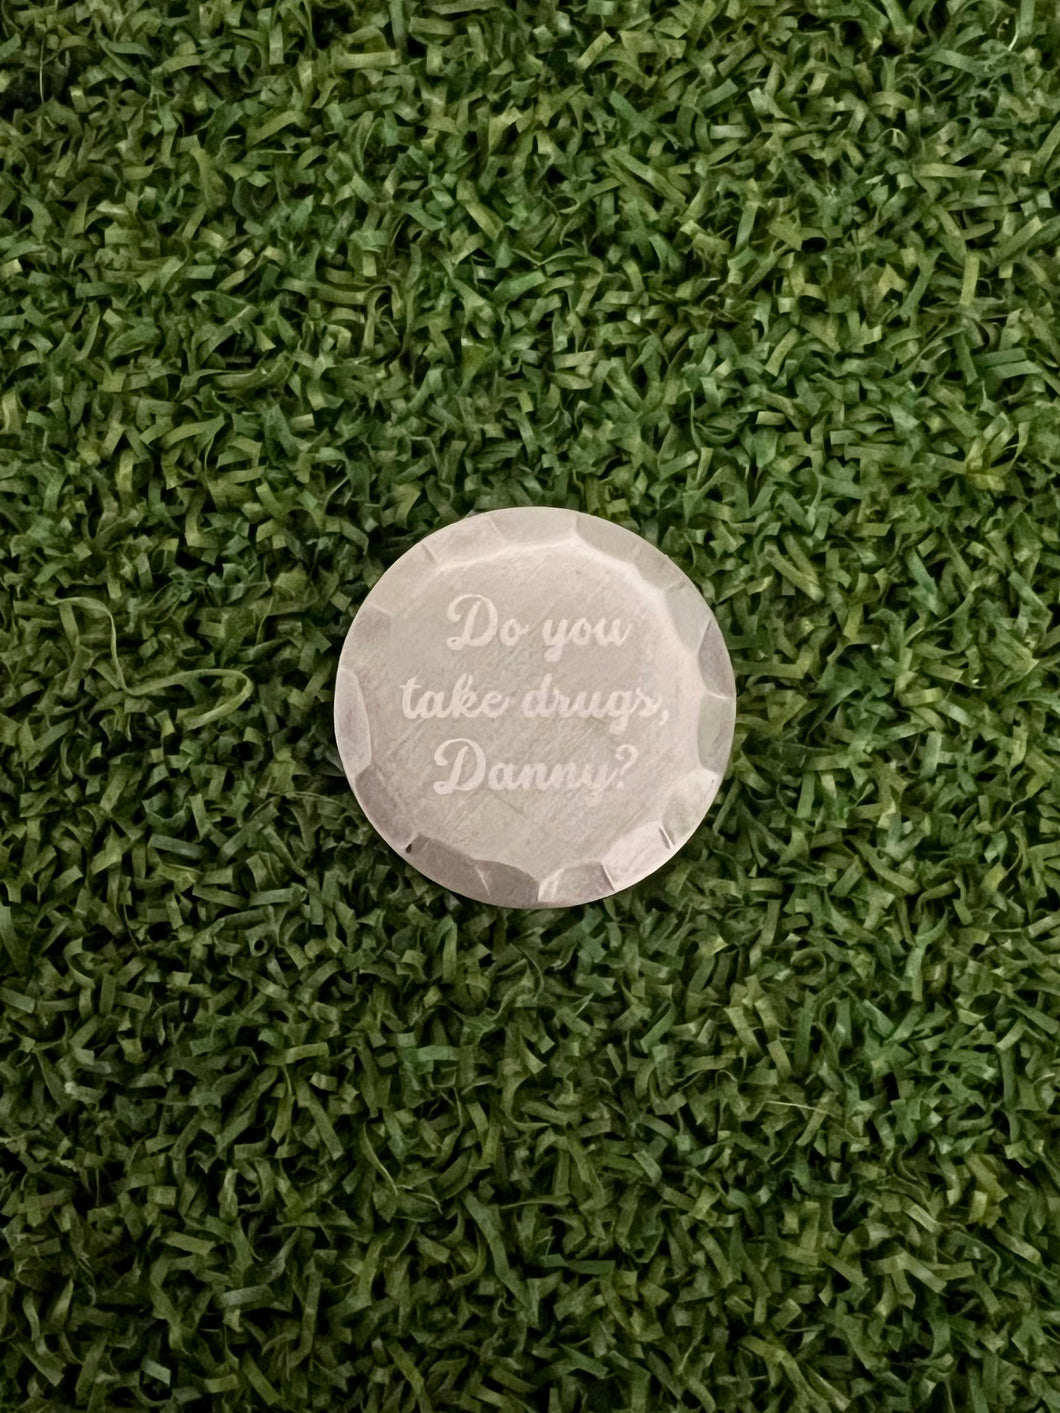 Do you
take drugs,
Danny?